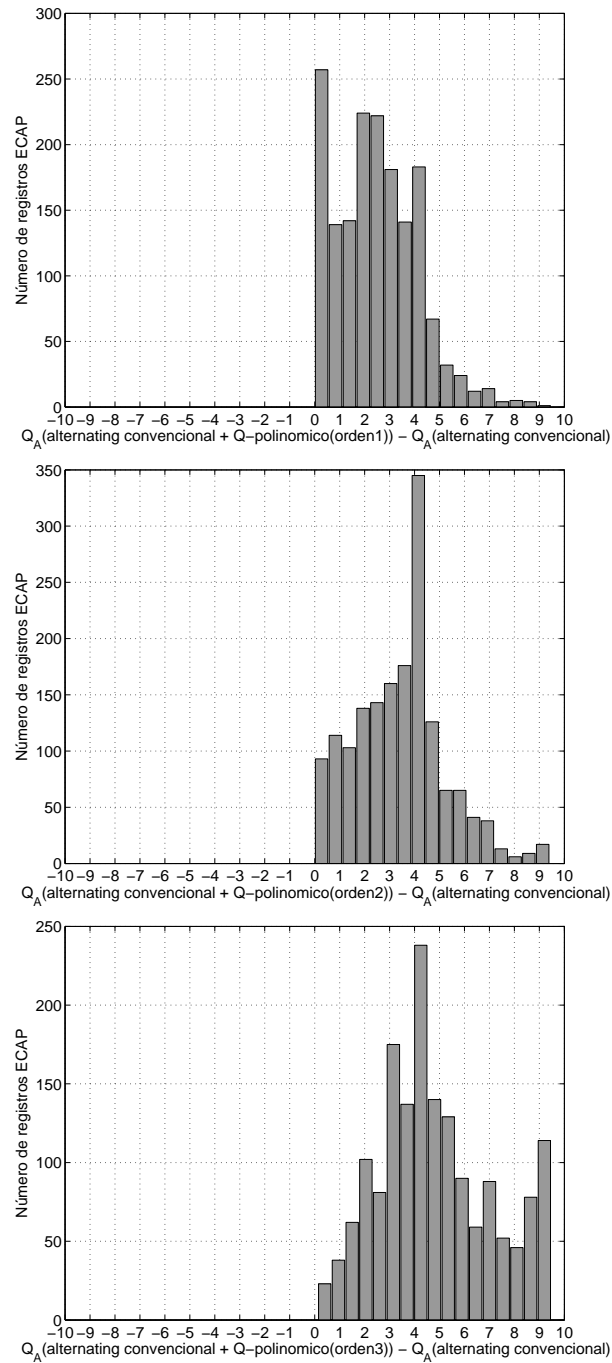 300
250
200
150
100
50
0
Número de registros ECAP
−10 −9 −8 −7 −6 −5 −4 −3 −2 −1 0 1 2 3 4 5 6 7 8 9 10
Q_A(alternating convencional + Q−polinomico(orden1)) − Q_A(alternating convencional)
350
300
250
200
150
100
50
0
Número de registros ECAP
−10 −9 −8 −7 −6 −5 −4 −3 −2 −1 0 1 2 3 4 5 6 7 8 9 10
Q_A(alternating convencional + Q−polinomico(orden2)) − Q_A(alternating convencional)
250
200
150
100
50
0
Número de registros ECAP
−10 −9 −8 −7 −6 −5 −4 −3 −2 −1 0 1 2 3 4 5 6 7 8 9 10
Q_A(alternating convencional + Q−polinomico(orden3)) − Q_A(alternating convencional)